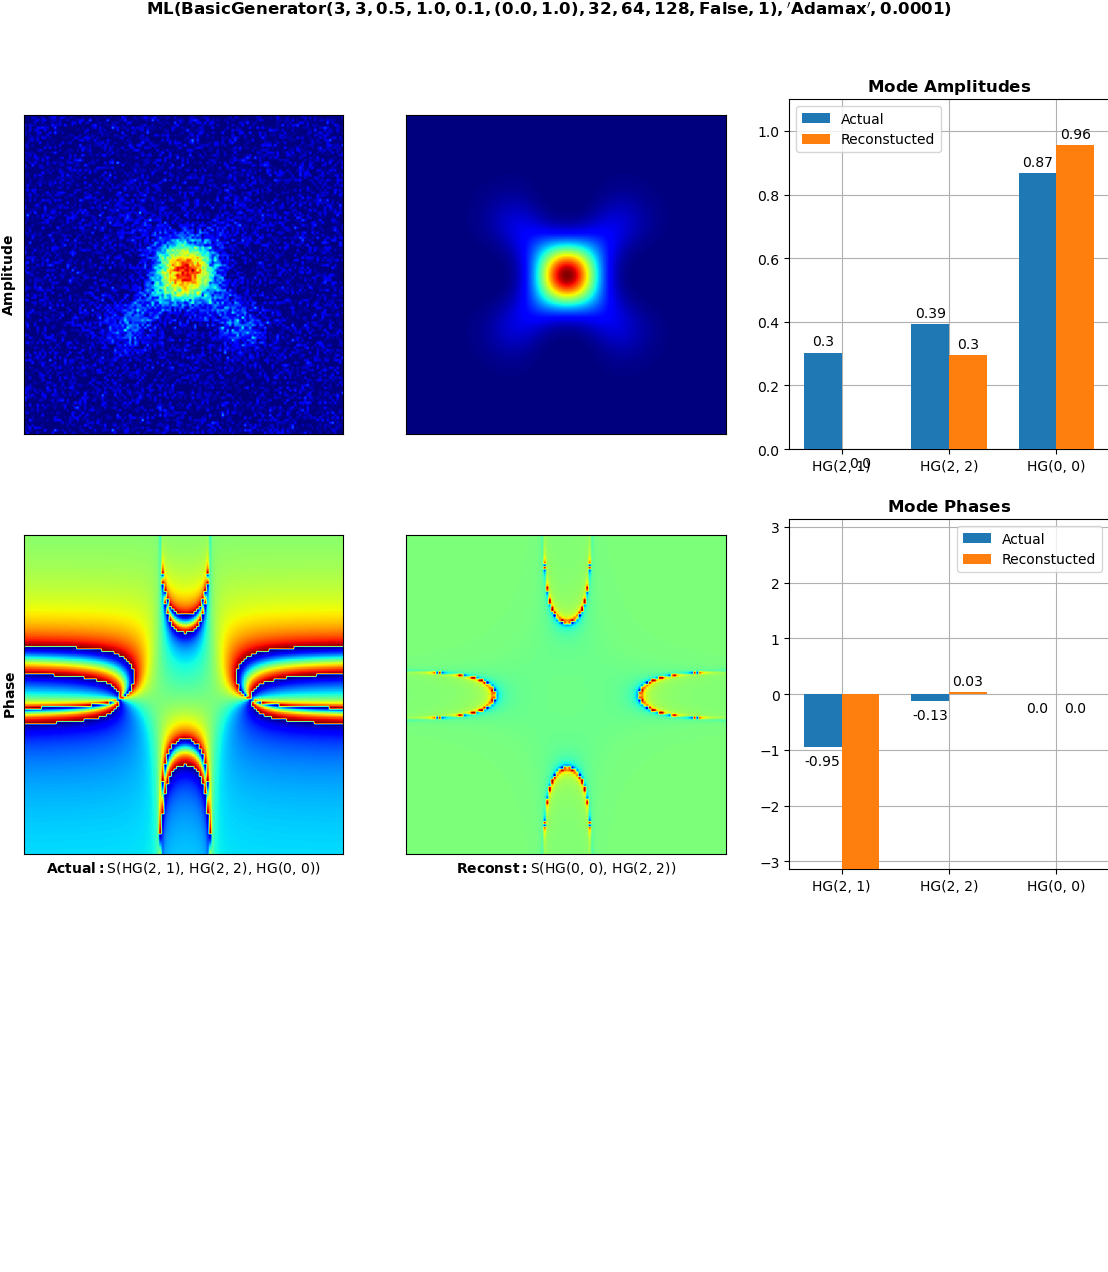 ML(BasicGenerator(3, 3, 0.5, 1.0, 0.1, (0.0, 1.0), 32, 64, 128, False, 1), ′Adamax′, 0.0001)
Amplitude
Mode Amplitudes
Actual
Reconstucted
1.0
0.8
0.6
0.4
0.2
0.0
0.3
0.0
0.39
0.3
0.87
0.96
HG(2, 1)
HG(2, 2)
HG(0, 0)
Phase
Actual: S(HG(2, 1), HG(2, 2), HG(0, 0))
Reconst: S(HG(0, 0), HG(2, 2))
Mode Phases
Actual
Reconstucted
3
2
1
0
−1
−2
−3
-0.95
-0.13
0.03
0.0
0.0
HG(2, 1)
HG(2, 2)
HG(0, 0)